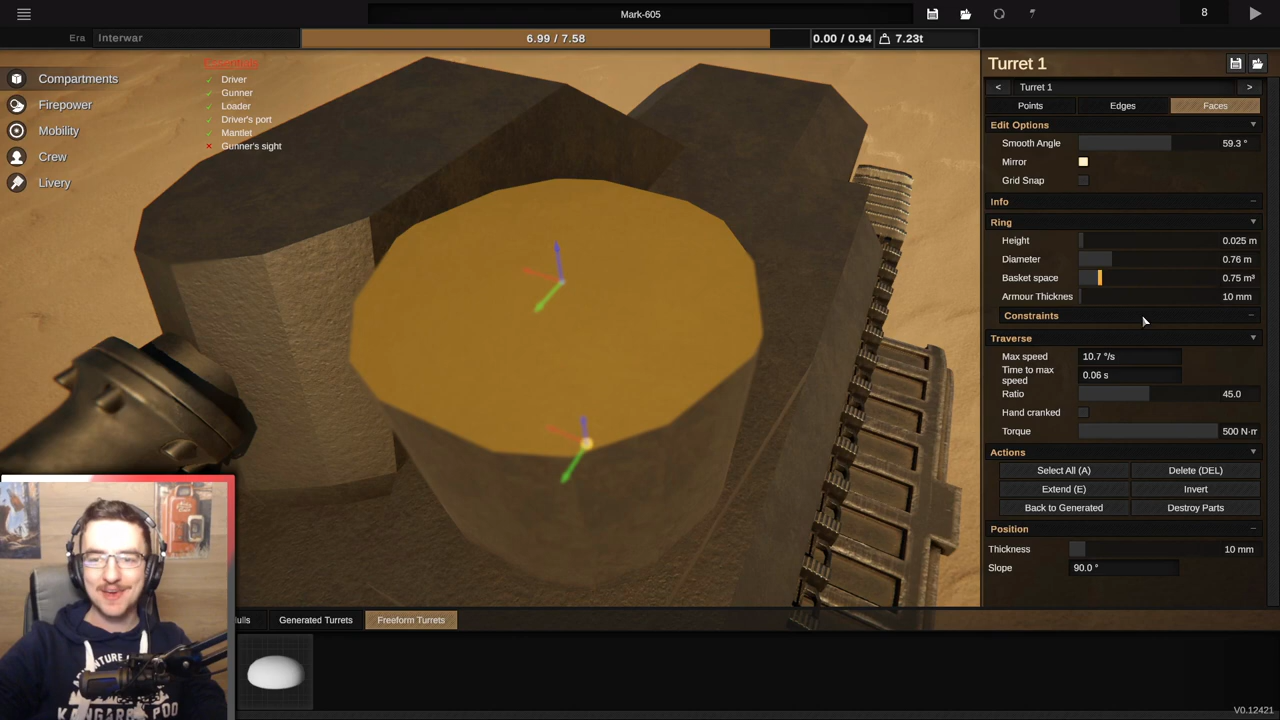 Mark-605
8
Era
Interwar
6.99 / 7.58
0.00 / 0.94
7.23t
Compartments
Firepower
Mobility
Crew
Livery
Driver
Gunner
Loader
Driver's port
Mantlet
Gunner's sight
Turret 1
<
Turret 1
>
Points
Edges
Faces
Edit Options
Smooth Angle
59.3 °
Mirror
Grid Snap
Info
Ring
Height
0.025 m
Diameter
0.76 m
Basket space
0.75 m³
Armour Thicknes
10 mm
Constraints
Traverse
Max speed
10.7 °/s
Time to max
speed
0.06 s
Ratio
45.0
Hand cranked
Torque
500 N·m
Actions
Select All (A)
Delete (DEL)
Extend (E)
Invert
Back to Generated
Destroy Parts
Position
Thickness
10 mm
Slope
90.0 °
ulls
Generated Turrets
Freeform Turrets
KANGAR POO
V0.12421